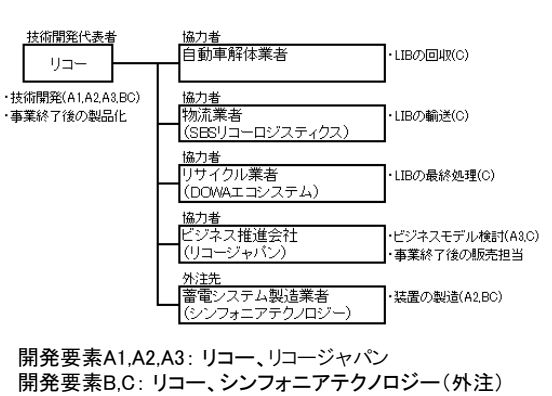 技術開発代表者
リコー
・技術開発(A1,A2,A3,BC)
・事業終了後の製品化
協力者
自動車解体業者
・LIBの回収(C)
協力者
物流業者
(SBSリコーロジスティクス)
・LIBの輸送(C)
協力者
リサイクル業者
(DOWAエコシステム)
・LIBの最終処理(C)
協力者
ビジネス推進会社
(リコージャパン)
・ビジネスモデル検討(A3,C)
・事業終了後の販売担当
外注先
蓄電システム製造業者
(シンフォニアテクノロジー)
・装置の製造(A2,BC)
開発要素A1,A2,A3: リコー、リコージャパン
開発要素B,C: リコー、シンフォニアテクノロジー(外注)